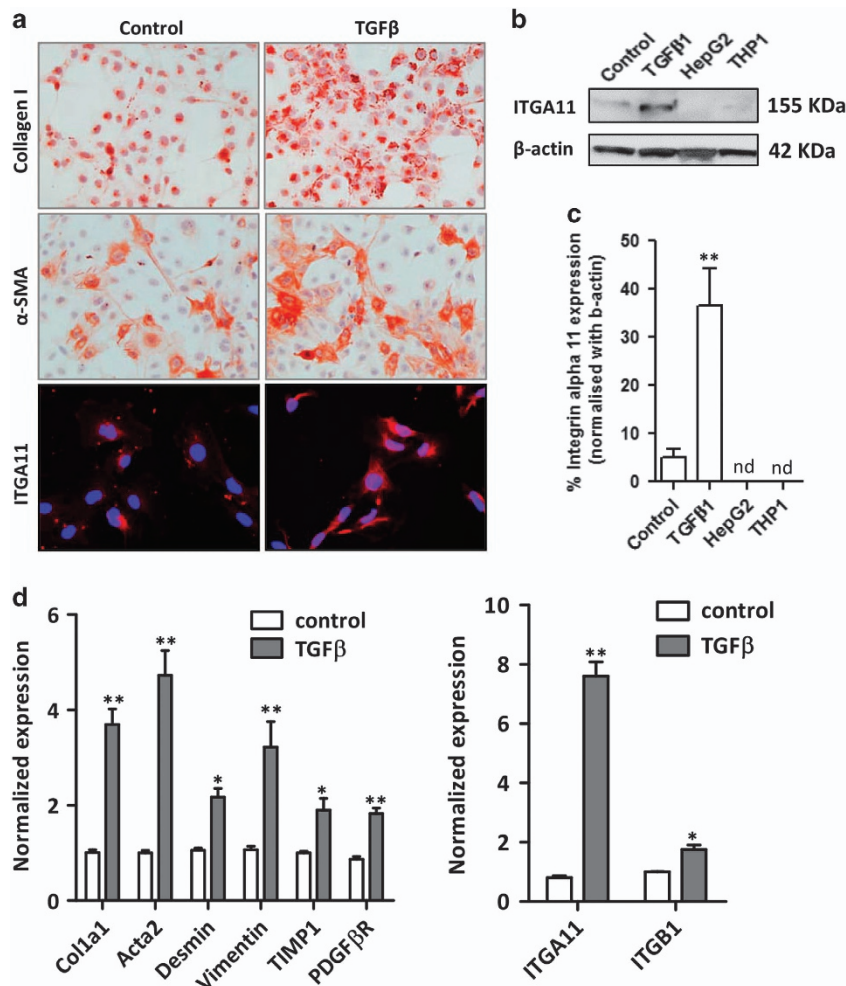 a
Control
TGFβ
Collagen I
α-SMA
ITGA11
b
Control
TGFβ1
HepG2
THP1
ITGA11
155 KDa
β-actin
42 KDa
c
% Integrin alpha 11 expression
(normalised with b-actin)
50
40
30
20
10
0
**
nd
nd
Control
TGFβ1
HepG2
THP1
d
Normalized expression
6
4
2
0
control
TGFβ
**
**
*
**
*
**
Col1a1
Acta2
Desmin
Vimentin
TIMP1
PDGFβR
Normalized expression
10
8
6
4
2
0
control
TGFβ
**
*
ITGA11
ITGB1